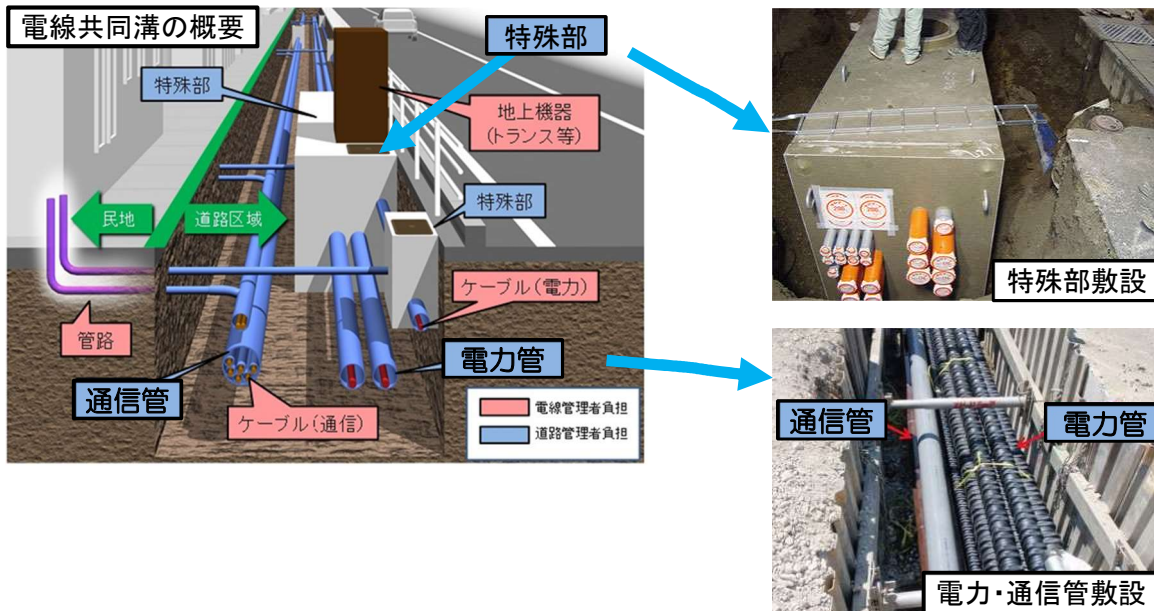 電線共同溝の概要
特殊部
特殊部
地上機器
(トランス等)
特殊部
民地
道路区域
ケーブル(電力)
管路
通信管
電力管
ケーブル(通信)
電線管理者負担
道路管理者負担
特殊部敷設
通信管
電力管
電力・通信管敷設